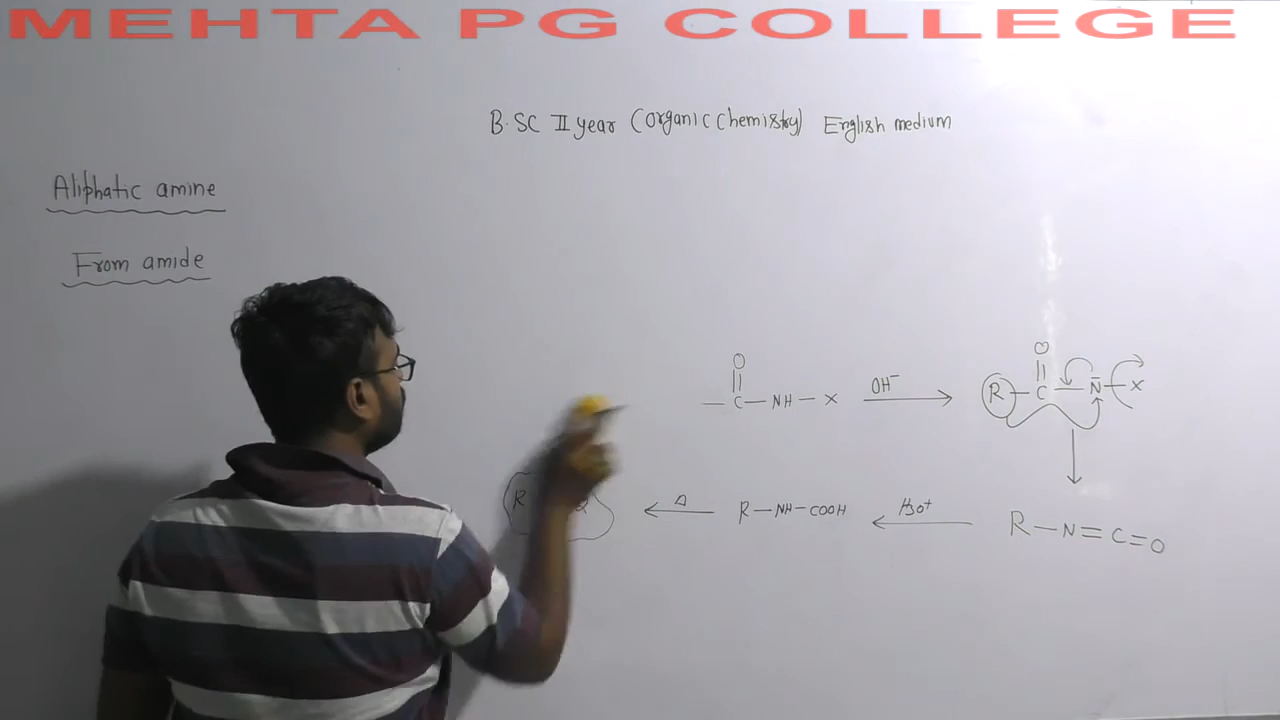 MEHTA PG COLLEGE
B.SC II year (Organic Chemistry) English medium
Aliphatic amine
From amide
O
— C — NH — X
OH⁻
O
R — C — N̄ — X
R — N = C = O
H3O+
R — NH — COOH
Δ
R